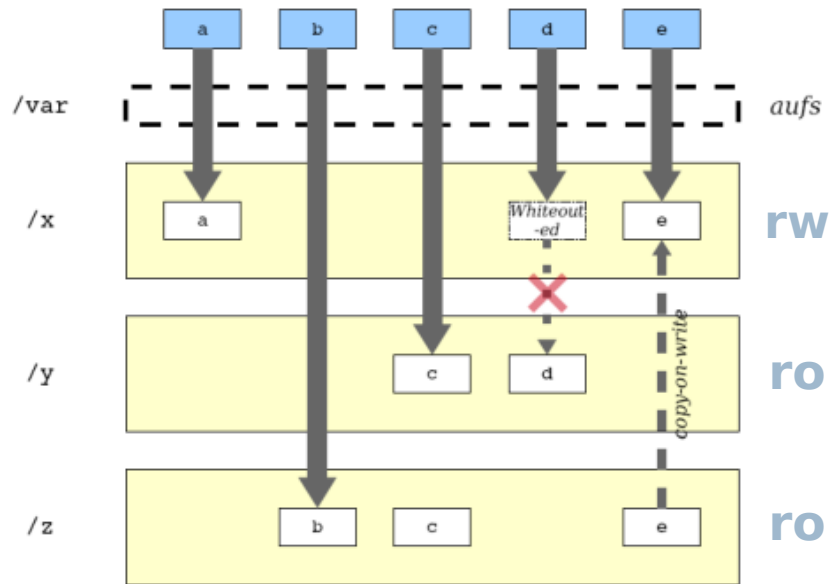 a b c d e
/var aufs
/x a Whiteout
-ed e rw
/y c d ro
copy-on-write
/z b c e ro